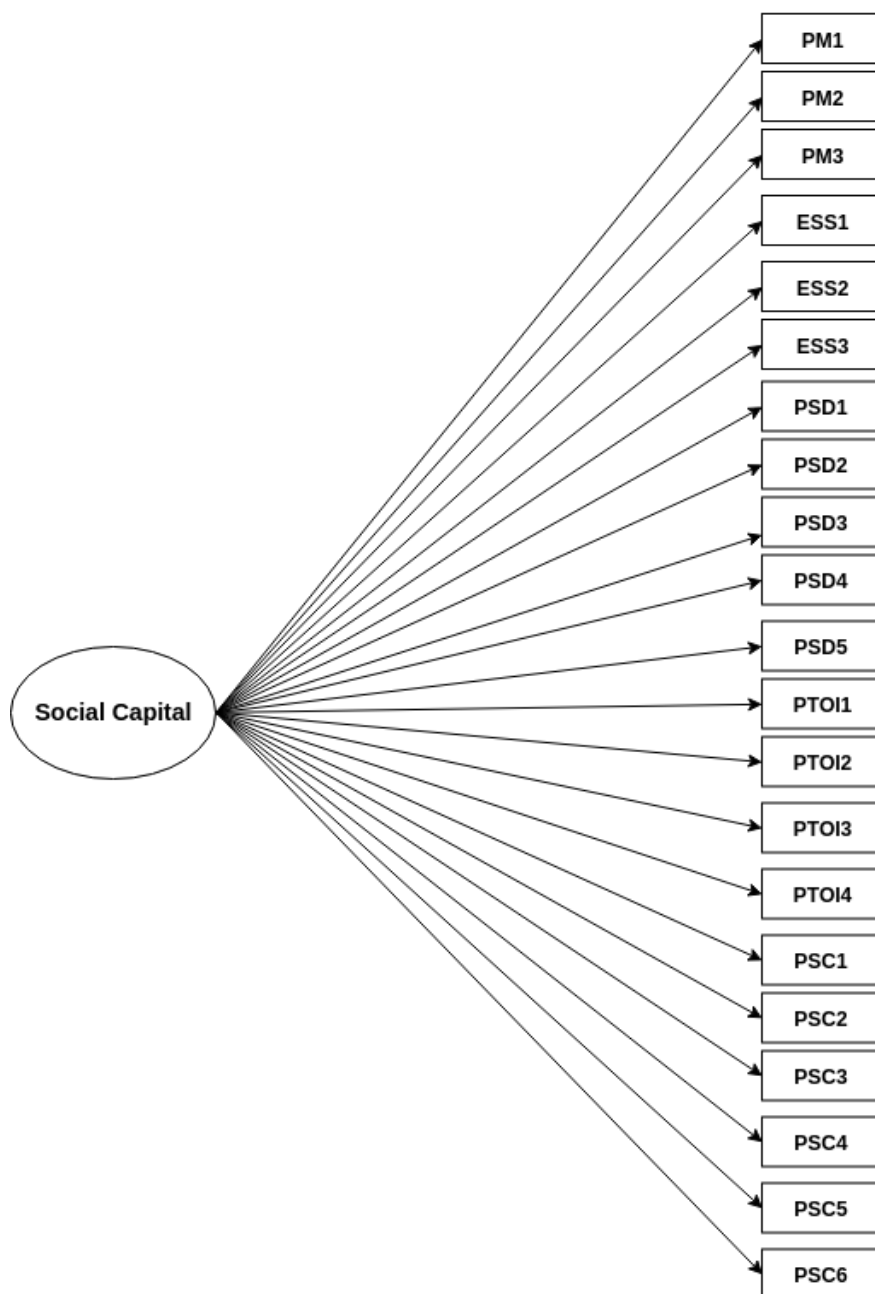 PM1
PM2
PM3
ESS1
ESS2
ESS3
PSD1
PSD2
PSD3
PSD4
PSD5
Social Capital
PTOI1
PTOI2
PTOI3
PTOI4
PSC1
PSC2
PSC3
PSC4
PSC5
PSC6